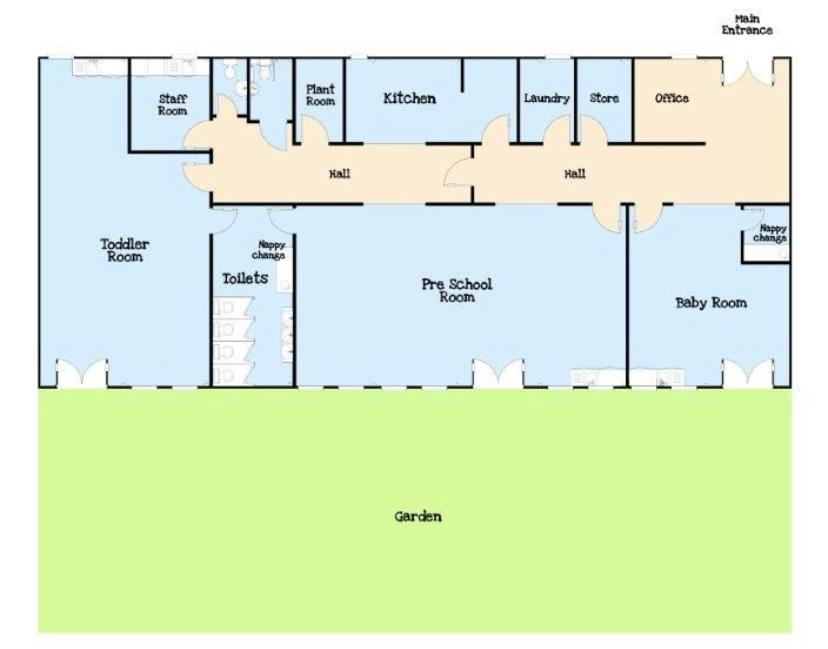 Main
Entrance
Staff
Room
Plant
Room
Kitchen
Laundry
Store
Office
Hall
Hall
Toddler
Room
Nappy
change
Toilets
Pre School
Room
Nappy
change
Baby Room
Garden